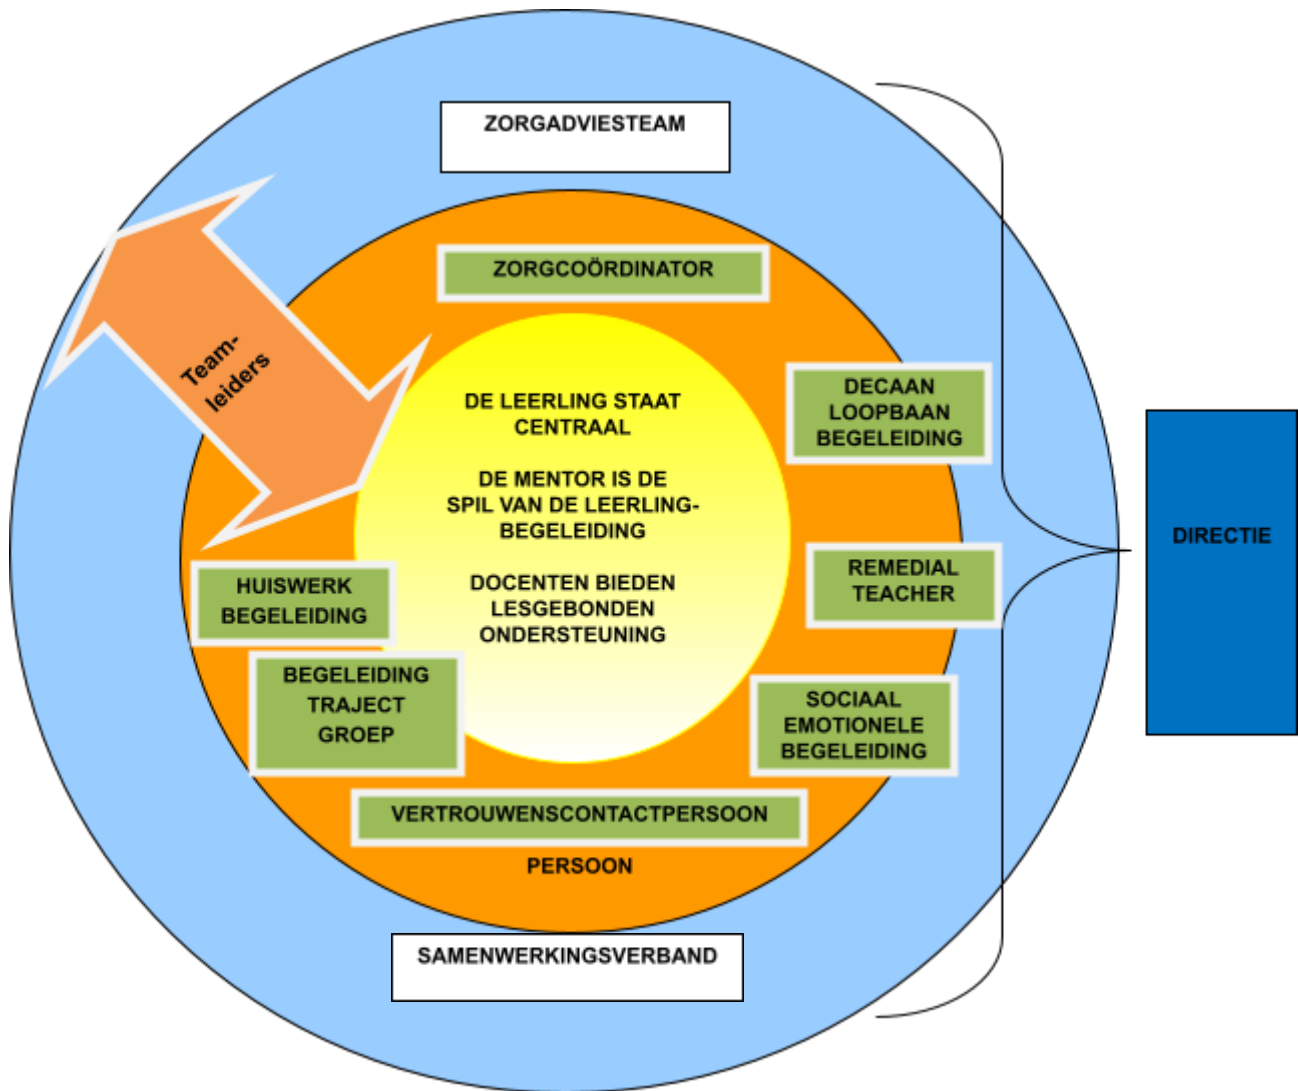 ZORGADVIESTEAM
ZORGCOÖRDINATOR
Team-
leiders
DE LEERLING STAAT
CENTRAAL
DE MENTOR IS DE
SPIL VAN DE LEERLING-
BEGELEIDING
DOCENTEN BIEDEN
LESGEBONDEN
ONDERSTEUNING
DECAAN
LOOPBAAN
BEGELEIDING
DIRECTIE
REMEDIAL
TEACHER
HUISWERK
BEGELEIDING
BEGELEIDING
TRAJECT
GROEP
SOCIAAL
EMOTIONELE
BEGELEIDING
VERTROUWENSCONTACTPERSOON
PERSOON
SAMENWERKINGSVERBAND